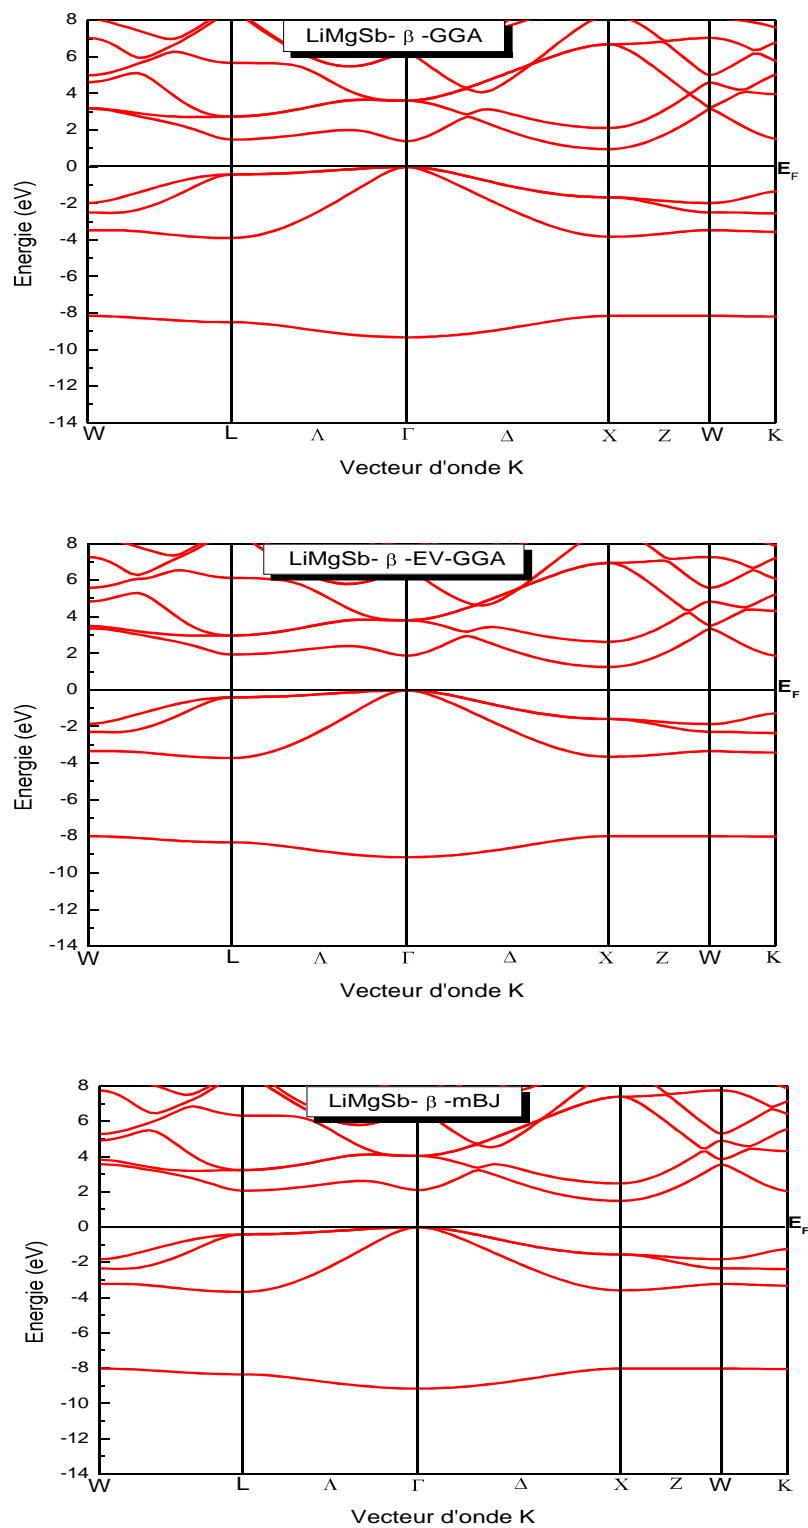 LiMgSb- β -GGA
8
6
4
2
0
-2
-4
-6
-8
-10
-12
-14
Energie (eV)
E_F
W L Λ Γ Δ X Z W K
Vecteur d'onde K
LiMgSb- β -EV-GGA
8
6
4
2
0
-2
-4
-6
-8
-10
-12
-14
Energie (eV)
E_F
W L Λ Γ Δ X Z W K
Vecteur d'onde K
LiMgSb- β -mBJ
8
6
4
2
0
-2
-4
-6
-8
-10
-12
-14
Energie (eV)
E_F
W L Λ Γ Δ X Z W K
Vecteur d'onde K